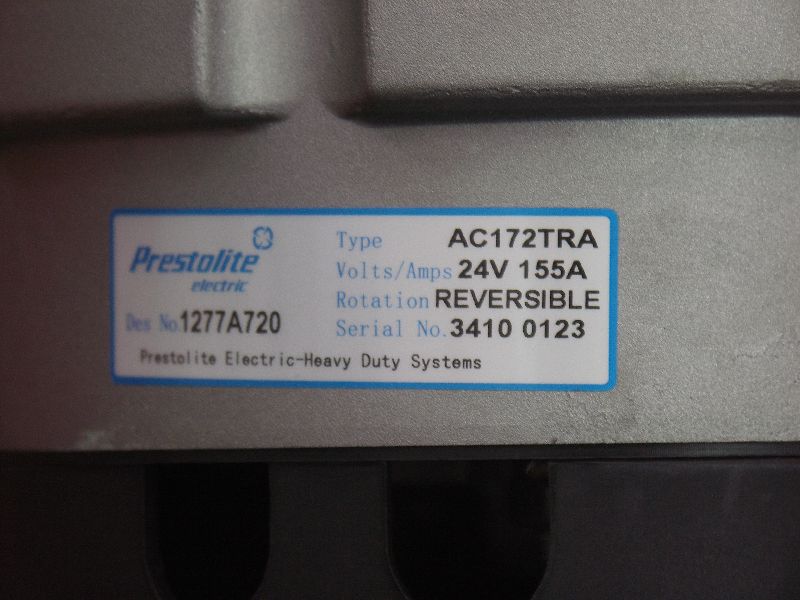 Prestolite
electric
Des No.1277A720
Type AC172TRA
Volts/Amps 24V 155A
Rotation REVERSIBLE
Serial No. 3410 0123
Prestolite Electric-Heavy Duty Systems